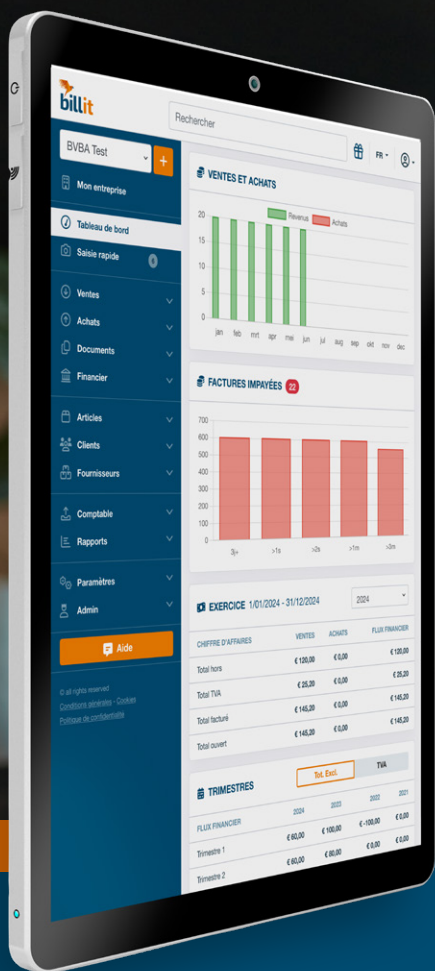 billit
Rechercher
FR
BVBA Test
+
Mon entreprise
Tableau de bord
Saisie rapide
Ventes
Achats
Documents
Financier
Articles
Clients
Fournisseurs
Comptable
Rapports
Paramètres
Admin
Aide
© all rights reserved
Conditions générales - Cookies
Politique de confidentialité
VENTES ET ACHATS
Revenus Achats
20
15
10
5
0
jan feb mrt apr mei jun jul aug sep okt nov dec
FACTURES IMPAYÉES 22
700
600
500
400
300
200
100
0
3j+ >1s >2s >1m >3m
EXERCICE 1/01/2024 - 31/12/2024 2024
CHIFFRE D'AFFAIRES VENTES ACHATS FLUX FINANCIER
Total hors € 120,00 € 0,00 € 120,00
Total TVA € 25,20 € 0,00 € 25,20
Total facturé € 145,20 € 0,00 € 145,20
Total ouvert € 145,20 € 0,00 € 145,20
TRIMESTRES Tot. Excl. TVA
FLUX FINANCIER 2024 2023 2022 2021
Trimestre 1 € 60,00 € 100,00 € -100,00 € 0,00
Trimestre 2 € 60,00 € 80,00 € 0,00 € 0,00